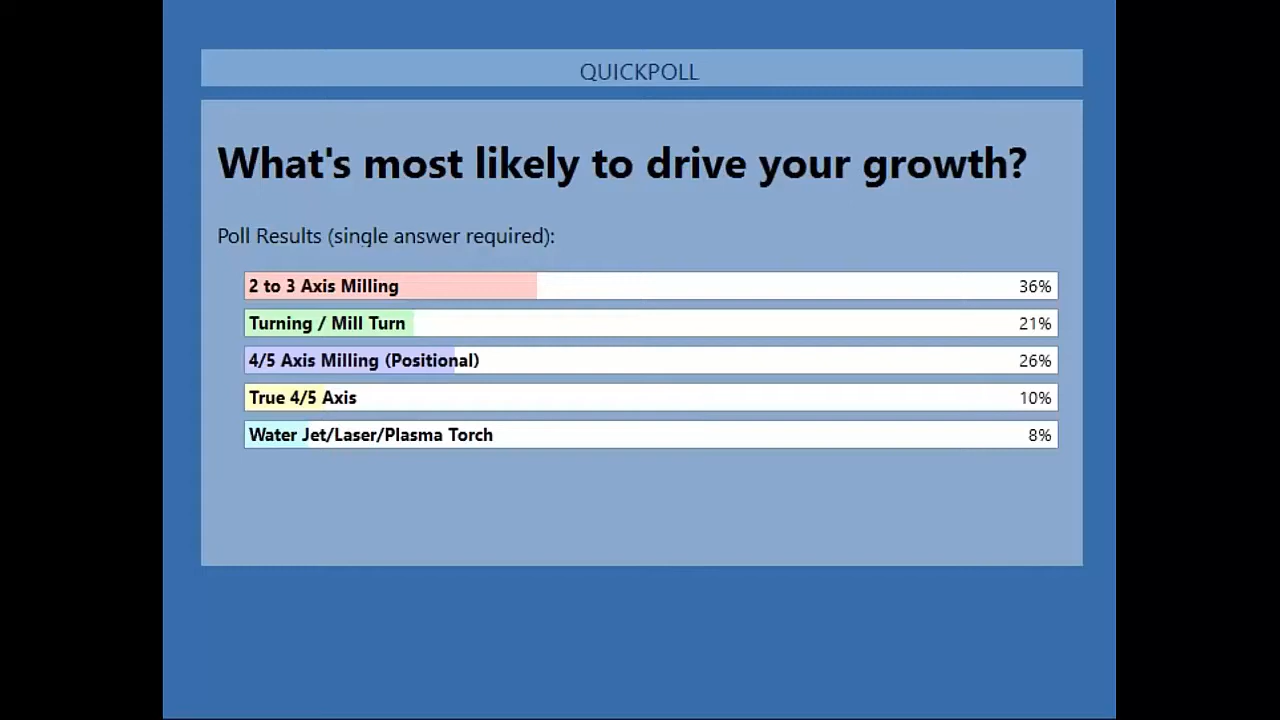 QUICKPOLL
What's most likely to drive your growth?
Poll Results (single answer required):
2 to 3 Axis Milling 36%
Turning / Mill Turn 21%
4/5 Axis Milling (Positional) 26%
True 4/5 Axis 10%
Water Jet/Laser/Plasma Torch 8%